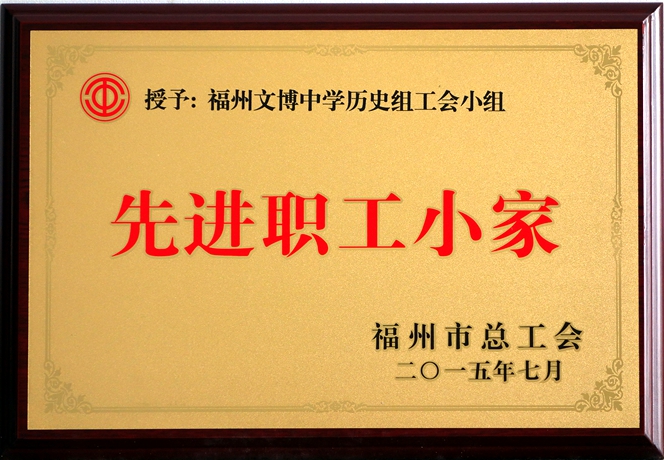 授予：福州文博中学历史组工会小组
先进职工小家
福州市总工会
二〇一五年七月